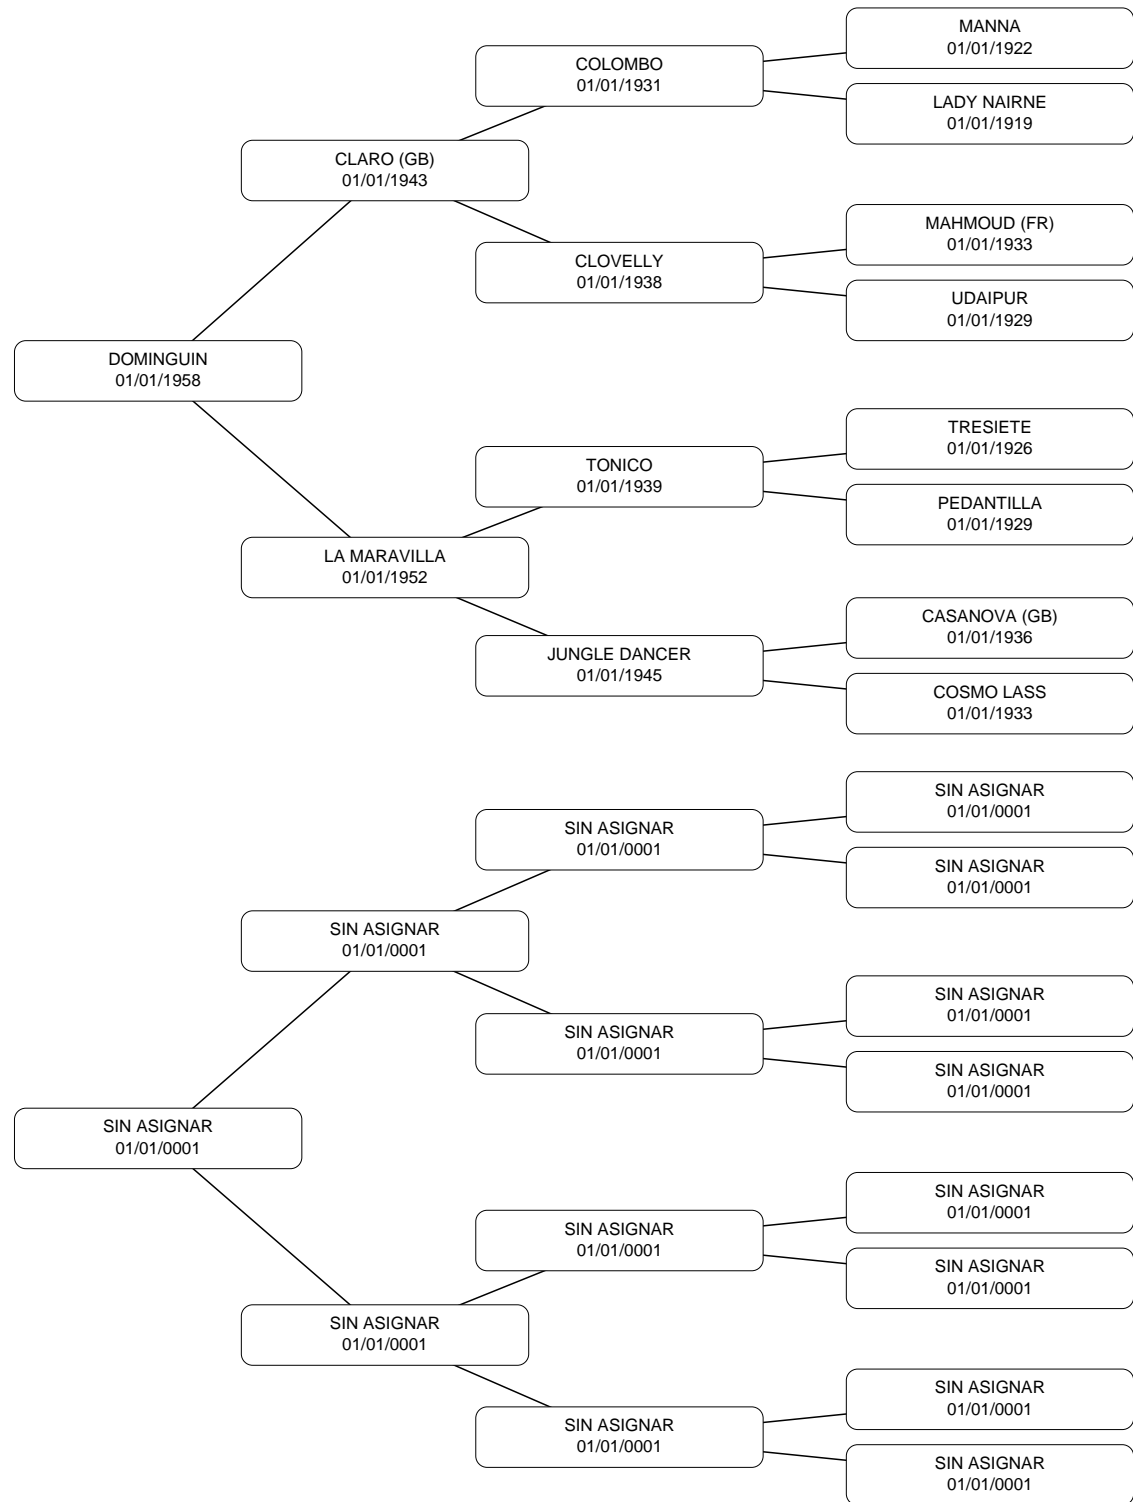 MANNA
01/01/1922
COLOMBO
01/01/1931
LADY NAIRNE
01/01/1919
CLARO (GB)
01/01/1943
MAHMOUD (FR)
01/01/1933
CLOVELLY
01/01/1938
UDAIPUR
01/01/1929
DOMINGUIN
01/01/1958
TRESIETE
01/01/1926
TONICO
01/01/1939
PEDANTILLA
01/01/1929
LA MARAVILLA
01/01/1952
CASANOVA (GB)
01/01/1936
JUNGLE DANCER
01/01/1945
COSMO LASS
01/01/1933
SIN ASIGNAR
01/01/0001
SIN ASIGNAR
01/01/0001
SIN ASIGNAR
01/01/0001
SIN ASIGNAR
01/01/0001
SIN ASIGNAR
01/01/0001
SIN ASIGNAR
01/01/0001
SIN ASIGNAR
01/01/0001
SIN ASIGNAR
01/01/0001
SIN ASIGNAR
01/01/0001
SIN ASIGNAR
01/01/0001
SIN ASIGNAR
01/01/0001
SIN ASIGNAR
01/01/0001
SIN ASIGNAR
01/01/0001
SIN ASIGNAR
01/01/0001
SIN ASIGNAR
01/01/0001